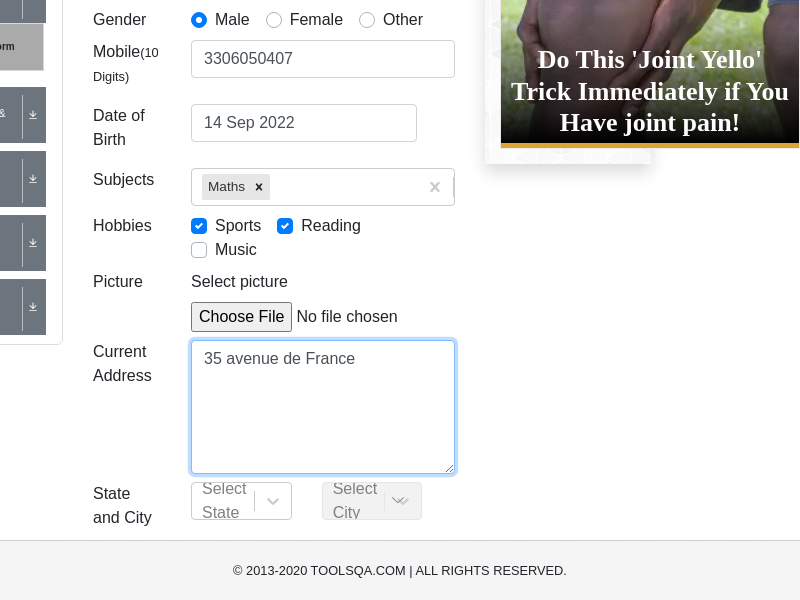 Gender Male Female Other
Mobile(10 Digits) 3306050407
Date of Birth 14 Sep 2022
Subjects Maths ×
Hobbies Sports Reading
Music
Picture Select picture
Choose File No file chosen
Current Address 35 avenue de France
State and City Select State Select City
© 2013-2020 TOOLSQA.COM | ALL RIGHTS RESERVED.
Do This 'Joint Yello'
Trick Immediately if You
Have joint pain!